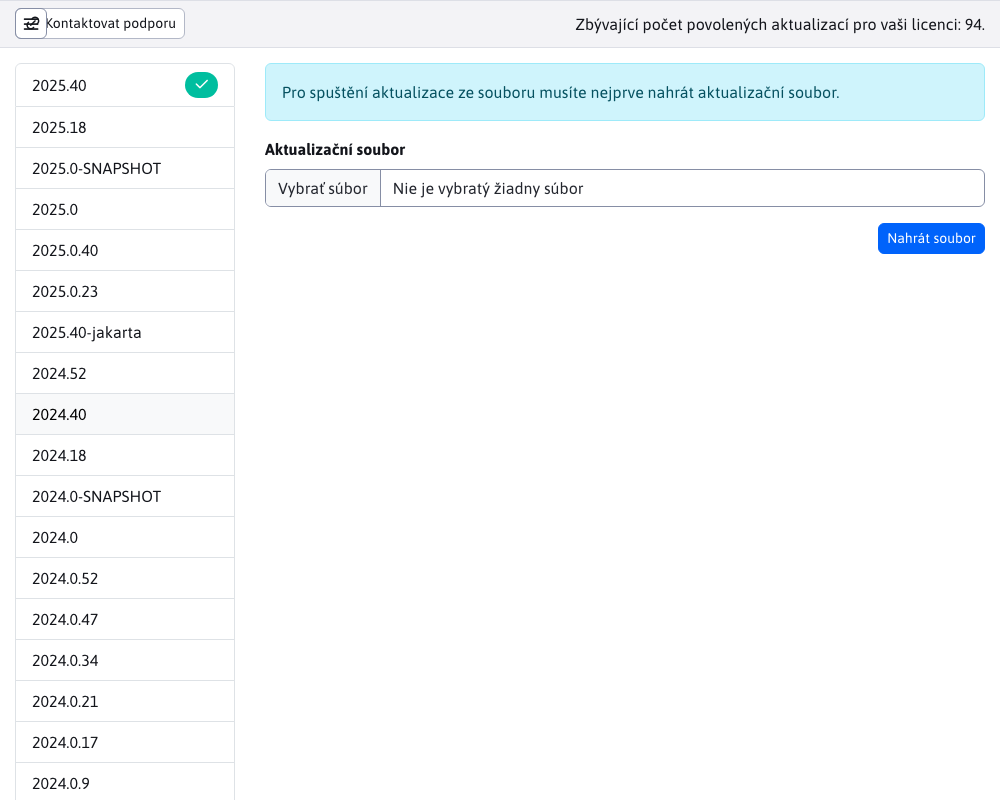 Kontaktovat podporu
Zbývající počet povolených aktualizací pro vaši licenci: 94.
2025.40
2025.18
2025.0-SNAPSHOT
2025.0
2025.0.40
2025.0.23
2025.40-jakarta
2024.52
2024.40
2024.18
2024.0-SNAPSHOT
2024.0
2024.0.52
2024.0.47
2024.0.34
2024.0.21
2024.0.17
2024.0.9
Pro spuštění aktualizace ze souboru musíte nejprve nahrát aktualizační soubor.
Aktualizační soubor
Vybrať súbor Nie je vybratý žiadny súbor
Nahrát soubor